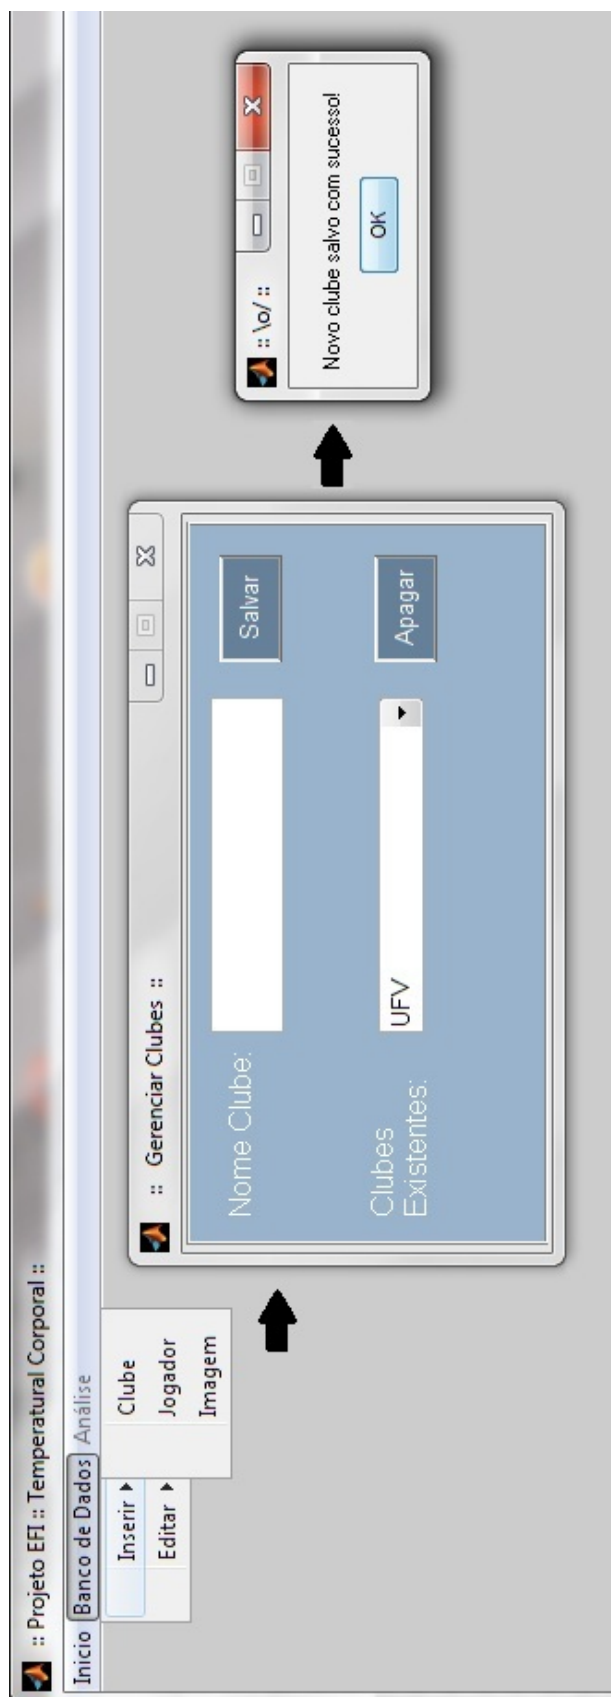 :: Projeto EFI :: Temperatural Corporal ::
Inicio Banco de Dados Análise
Inserir
Editar
Clube
Jogador
Imagem
:: Gerenciar Clubes ::
Nome Clube:
Salvar
Clubes
Existentes:
UFV
Apagar
:: \o/ ::
Novo clube salvo com sucesso!
OK